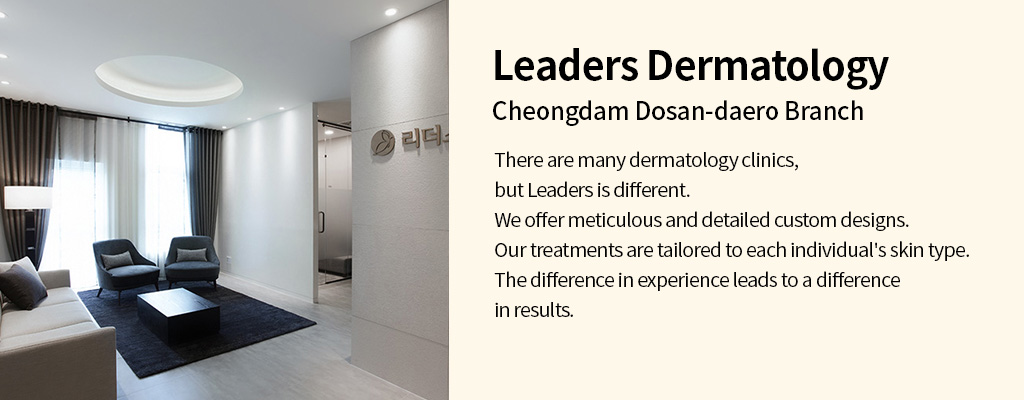 리더
Leaders Dermatology
Cheongdam Dosan-daero Branch
There are many dermatology clinics,
but Leaders is different.
We offer meticulous and detailed custom designs.
Our treatments are tailored to each individual's skin type.
The difference in experience leads to a difference
in results.